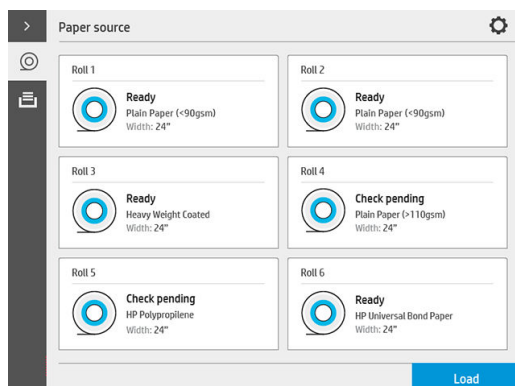 Paper source
Roll 1
Ready
Plain Paper (<90gsm)
Width: 24"
Roll 2
Ready
Plain Paper (<90gsm)
Width: 24"
Roll 3
Ready
Heavy Weight Coated
Width: 24"
Roll 4
Check pending
Plain Paper (>110gsm)
Width: 24"
Roll 5
Check pending
HP Polypropilene
Width: 24"
Roll 6
Ready
HP Universal Bond Paper
Width: 24"
Load